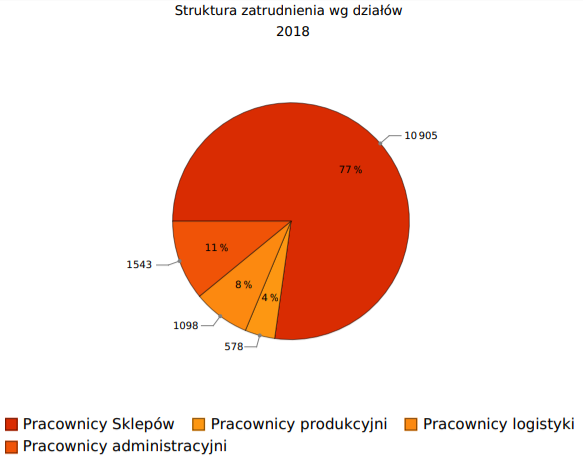 Struktura zatrudnienia wg działów
2018
10 905
77 %
11 %
1543
8 %
4 %
1098
578
Pracownicy Sklepów
Pracownicy produkcyjni
Pracownicy logistyki
Pracownicy administracyjni